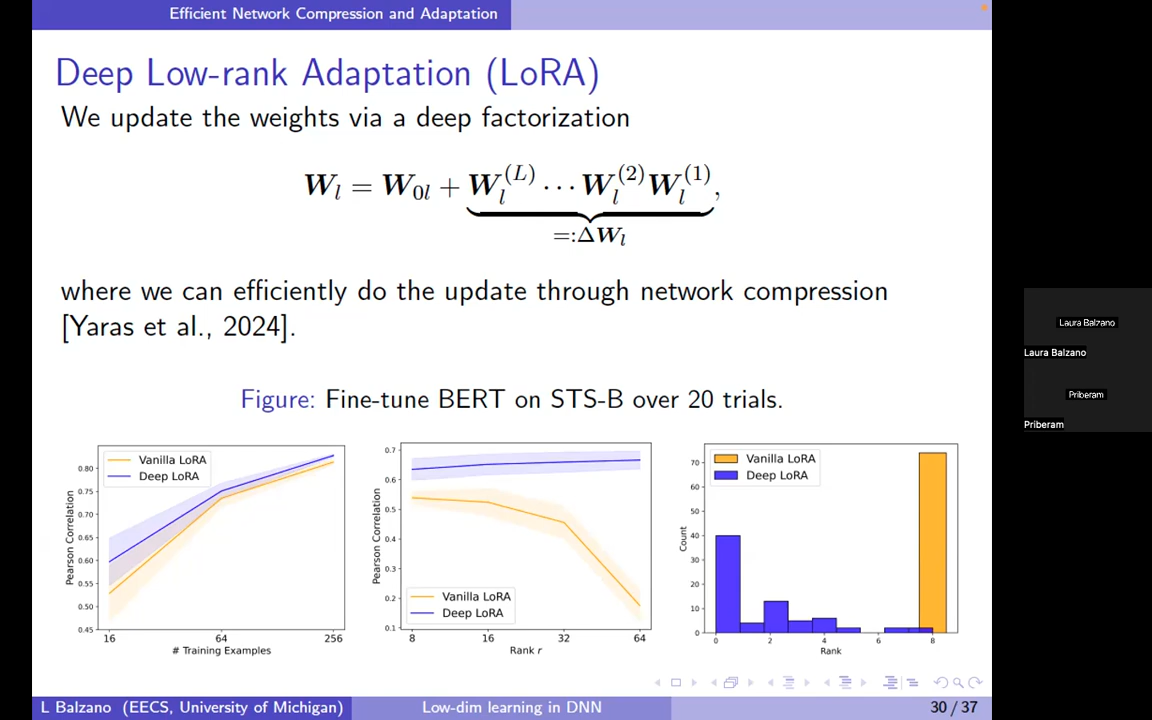 Efficient Network Compression and Adaptation
Deep Low-rank Adaptation (LoRA)
We update the weights via a deep factorization
W_l = W_{0l} + W_l^{(L)} ⋯ W_l^{(2)} W_l^{(1)},
=:ΔW_l
where we can efficiently do the update through network compression
[Yaras et al., 2024].
Figure: Fine-tune BERT on STS-B over 20 trials.
Vanilla LoRA
Deep LoRA
Pearson Correlation
0.80
0.75
0.70
0.65
0.60
0.55
0.50
0.45
16 64 256
# Training Examples
Vanilla LoRA
Deep LoRA
Pearson Correlation
0.7
0.6
0.5
0.4
0.3
0.2
0.1
8 16 32 64
Rank r
Vanilla LoRA
Deep LoRA
Count
70
60
50
40
30
20
10
0
0 2 4 6 8
Rank
L Balzano (EECS, University of Michigan) Low-dim learning in DNN 30 / 37
Laura Balzano
Laura Balzano
Priberam
Priberam